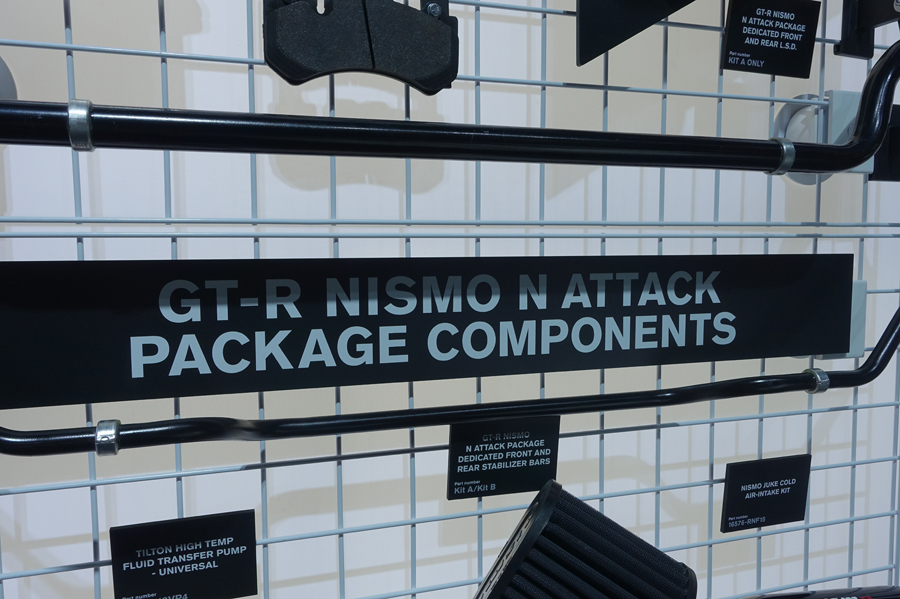 GT-R NISMO
N ATTACK PACKAGE
DEDICATED FRONT
AND REAR L.S.D.
Part number
KIT A ONLY
GT-R NISMO N ATTACK
PACKAGE COMPONENTS
GT-R NISMO
N ATTACK PACKAGE
DEDICATED FRONT AND
REAR STABILIZER BARS
Part number
Kit A/Kit B
NISMO JUKE COLD
AIR-INTAKE KIT
Part number
16576-RNF15
TILTON HIGH TEMP
FLUID TRANSFER PUMP
- UNIVERSAL
Part number